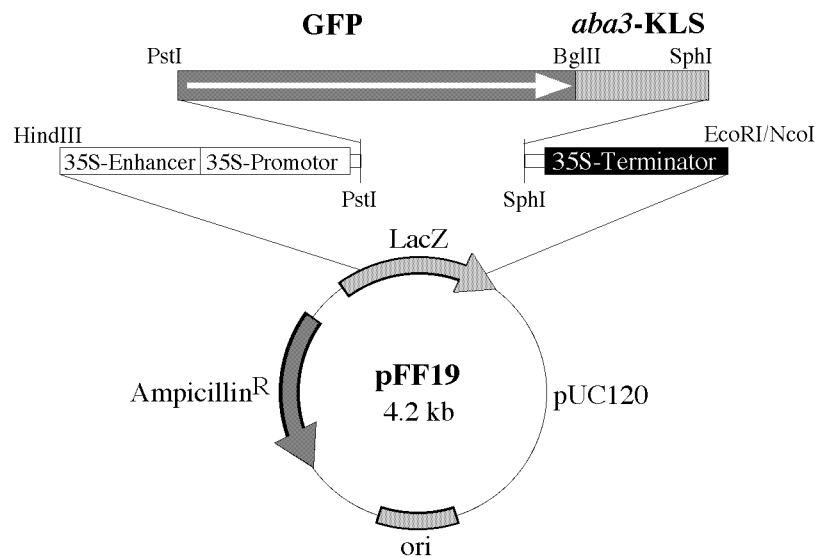 GFP
aba3-KLS
PstI
BglII
SphI
HindIII
EcoRI/NcoI
35S-Enhancer
35S-Promotor
35S-Terminator
PstI
SphI
LacZ
AmpicillinR
pFF19
4.2 kb
pUC120
ori